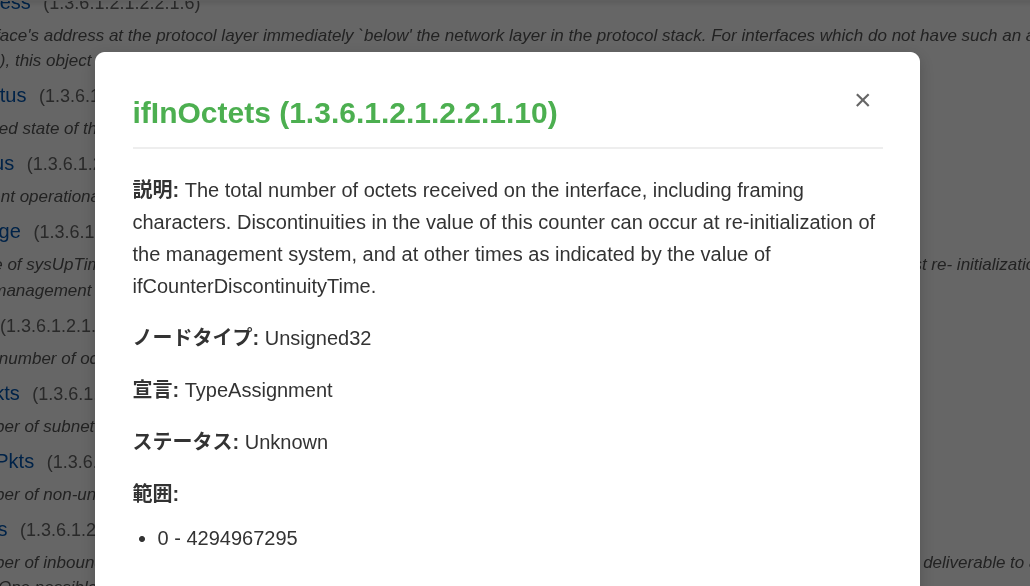 ess (1.3.6.1.2.1.2.2.1.6)
face's address at the protocol layer immediately `below' the network layer in the protocol stack. For interfaces which do not have such an a
), this object
tus (1.3.6.1
ed state of th
us (1.3.6.1.2
nt operationa
ge (1.3.6.1
e of sysUpTim st re- initializatio
management
(1.3.6.1.2.1.
number of oc
kts (1.3.6.1
ber of subnet
Pkts (1.3.6.
ber of non-un
s (1.3.6.1.2
ber of inboun deliverable to
ifInOctets (1.3.6.1.2.1.2.2.1.10)
×
説明: The total number of octets received on the interface, including framing
characters. Discontinuities in the value of this counter can occur at re-initialization of
the management system, and at other times as indicated by the value of
ifCounterDiscontinuityTime.
ノードタイプ: Unsigned32
宣言: TypeAssignment
ステータス: Unknown
範囲:
• 0 - 4294967295